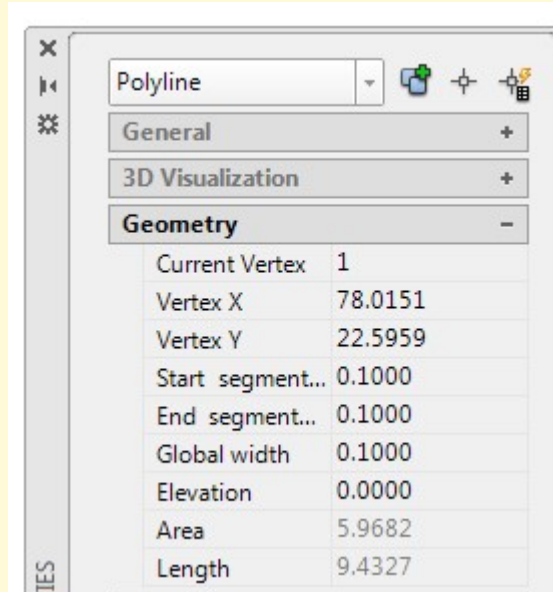 Polyline
General
3D Visualization
Geometry
Current Vertex 1
Vertex X 78.0151
Vertex Y 22.5959
Start segment... 0.1000
End segment... 0.1000
Global width 0.1000
Elevation 0.0000
Area 5.9682
Length 9.4327
IES